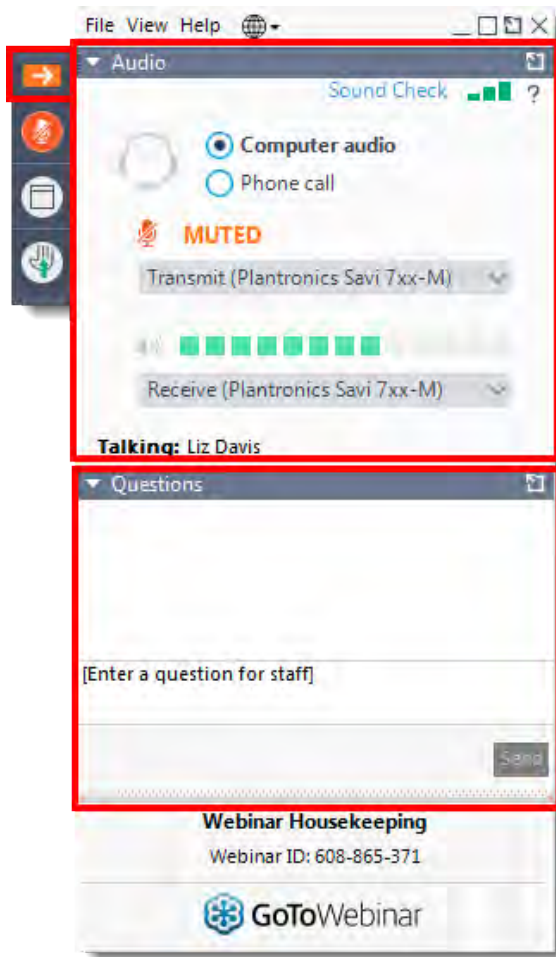 File View Help
Audio
Sound Check ?
Computer audio
Phone call
MUTED
Transmit (Plantronics Savi 7xx-M)
Receive (Plantronics Savi 7xx-M)
Talking: Liz Davis
Questions
[Enter a question for staff]
Send
Webinar Housekeeping
Webinar ID: 608-865-371
GoToWebinar